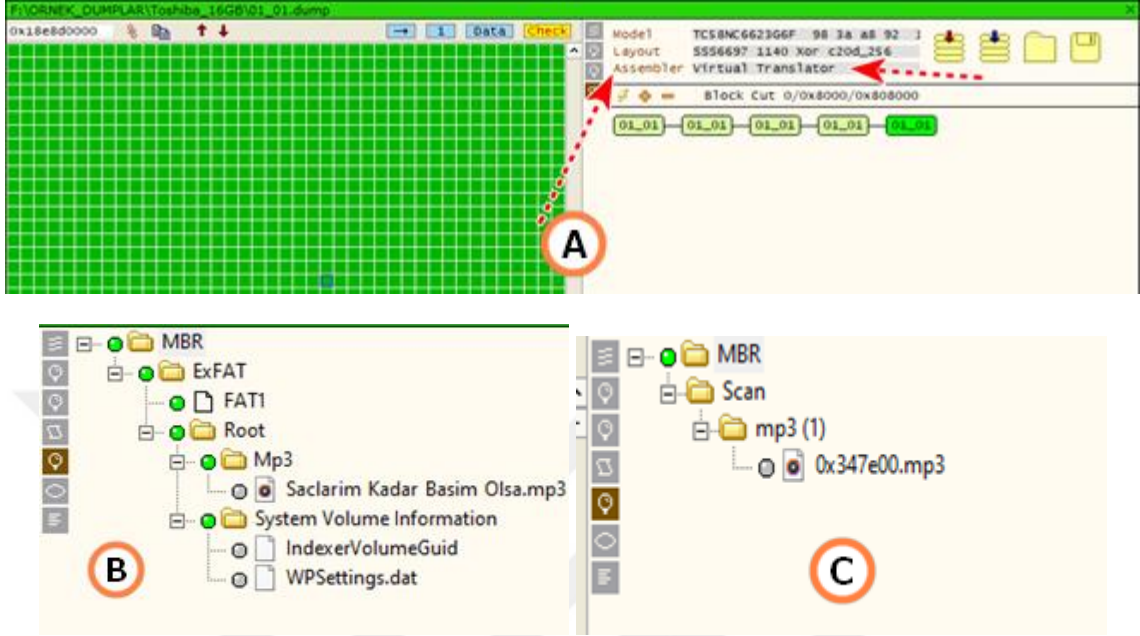 F:\ORNEK_DUMPLAR\Toshiba_16GB\01_01.dump
0x18e8d0000 → 1 Data Check
Model TC58NC6623G6F 98 3a a8 92
Layout SSS6697 1140 Xor c20d_256
Assembler Virtual Translator
Block Cut 0/0x8000/0x808000
01_01 01_01 01_01 01_01 01_01
A
MBR
ExFAT
FAT1
Root
Mp3
Saclarim Kadar Basim Olsa.mp3
System Volume Information
IndexerVolumeGuid
WPSettings.dat
B
MBR
Scan
mp3 (1)
0x347e00.mp3
C